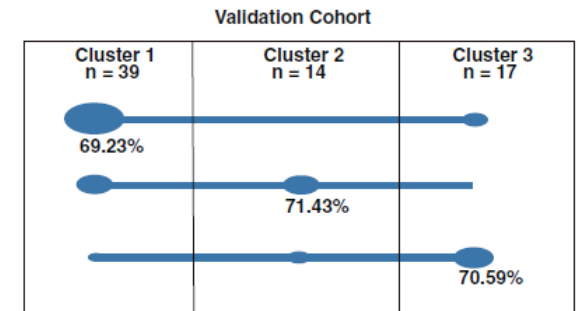 Validation Cohort
Cluster 1
n = 39
Cluster 2
n = 14
Cluster 3
n = 17
69.23%
71.43%
70.59%